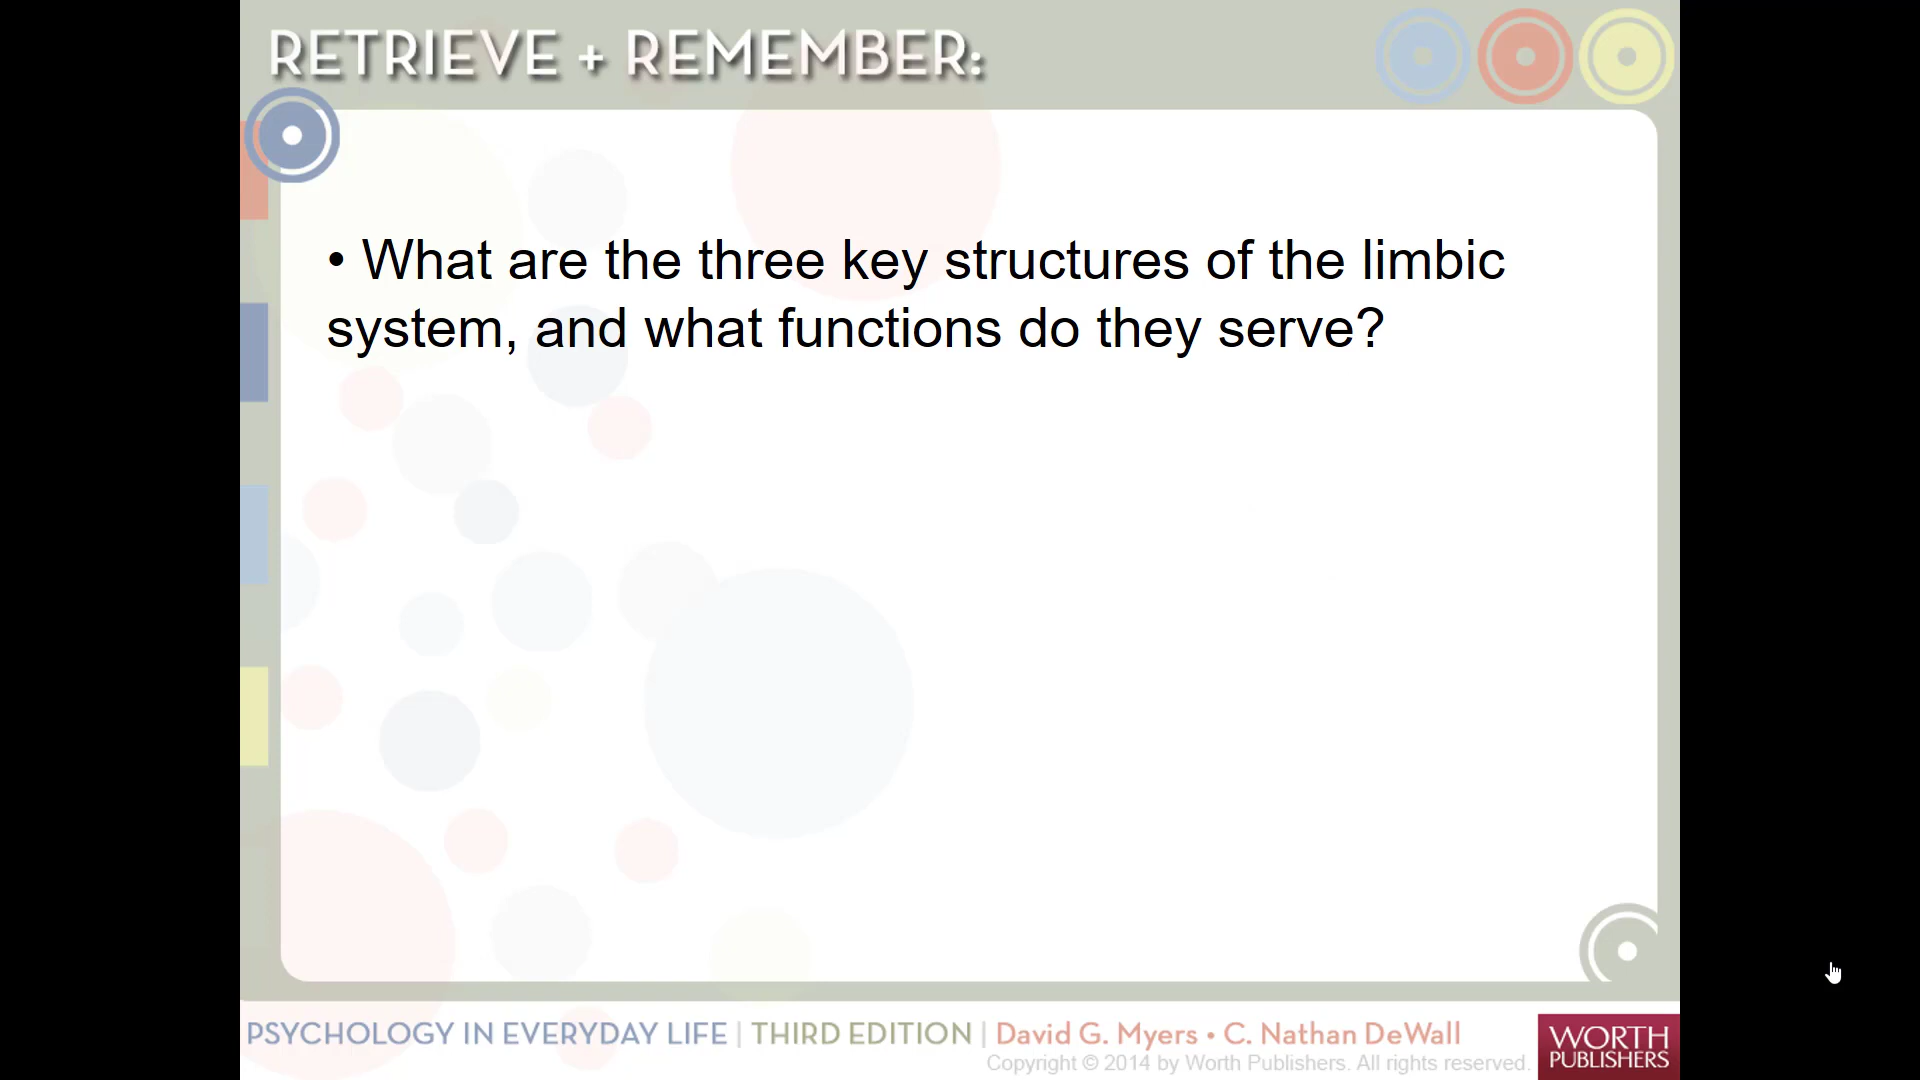 RETRIEVE + REMEMBER:
• What are the three key structures of the limbic
system, and what functions do they serve?
PSYCHOLOGY IN EVERYDAY LIFE | THIRD EDITION | David G. Myers • C. Nathan DeWall
Copyright © 2014 by Worth Publishers. All rights reserved.
WORTH
PUBLISHERS